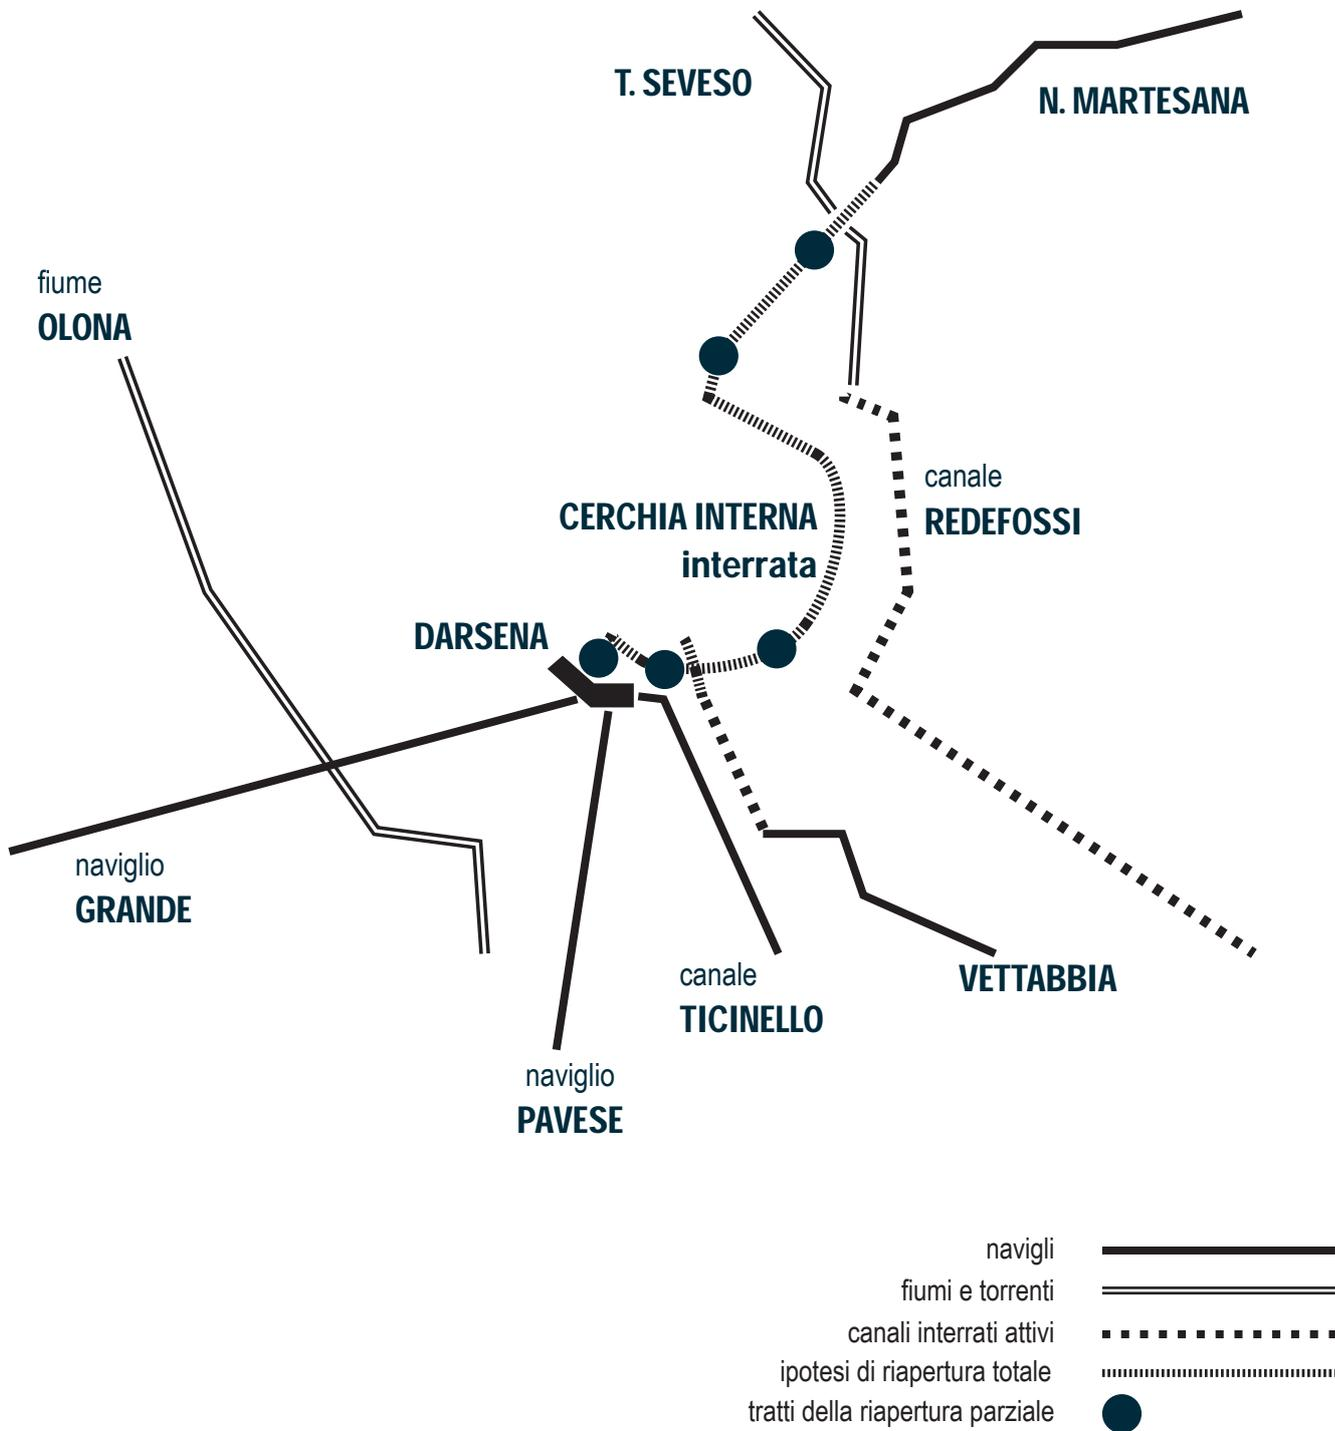 T. SEVESO
N. MARTESANA
fiume
OLONA
canale
REDEFOSSI
CERCHIA INTERNA
interrata
DARSENA
naviglio
GRANDE
canale
TICINELLO
VETTABBIA
naviglio
PAVESE
navigli
fiumi e torrenti
canali interrati attivi
ipotesi di riapertura totale
tratti della riapertura parziale